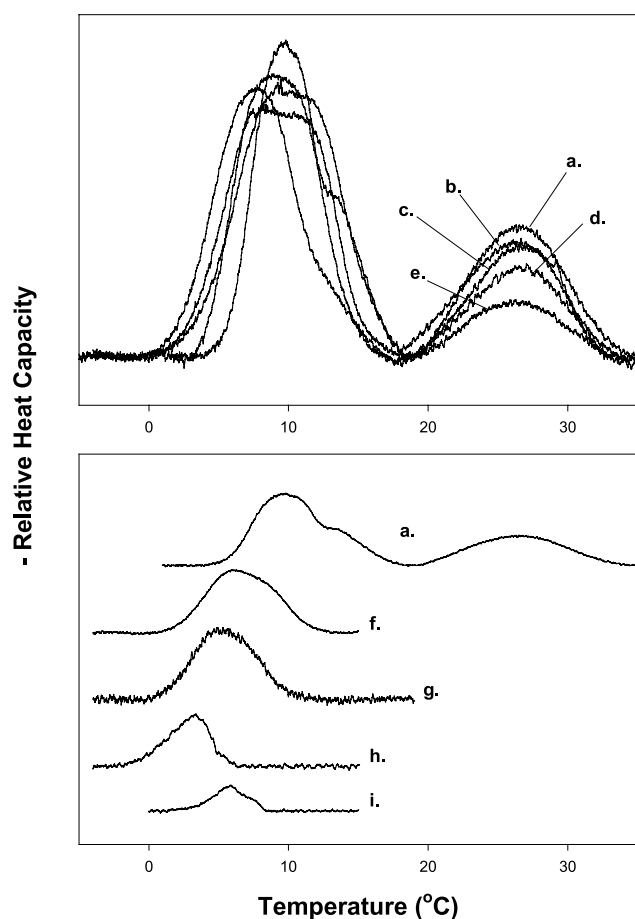 a.
b.
c.
d.
e.
0 10 20 30
- Relative Heat Capacity
a.
f.
g.
h.
i.
0 10 20 30
Temperature (°C)